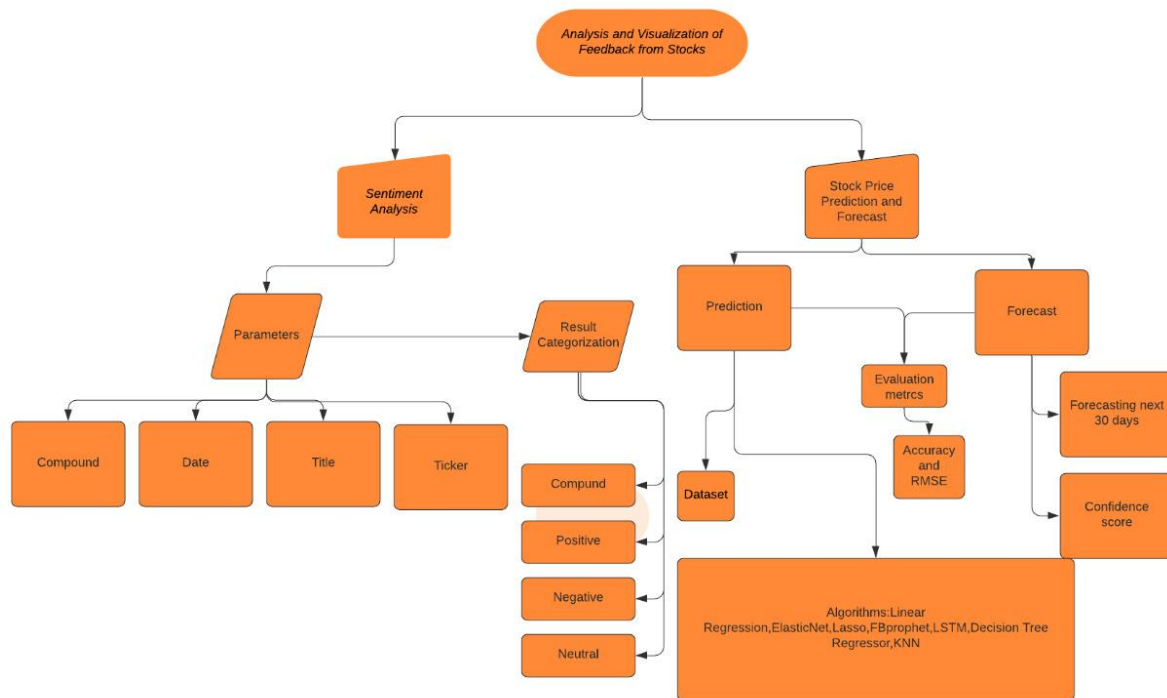 Analysis and Visualization of
Feedback from Stocks
Sentiment
Analysis
Stock Price
Prediction and
Forecast
Parameters
Result
Categorization
Prediction
Forecast
Evaluation
metrcs
Accuracy
and
RMSE
Forecasting next
30 days
Confidence
score
Compound
Date
Title
Ticker
Compund
Positive
Negative
Neutral
Dataset
Algorithms:Linear
Regression,ElasticNet,Lasso,FBprophet,LSTM,Decision Tree
Regressor,KNN